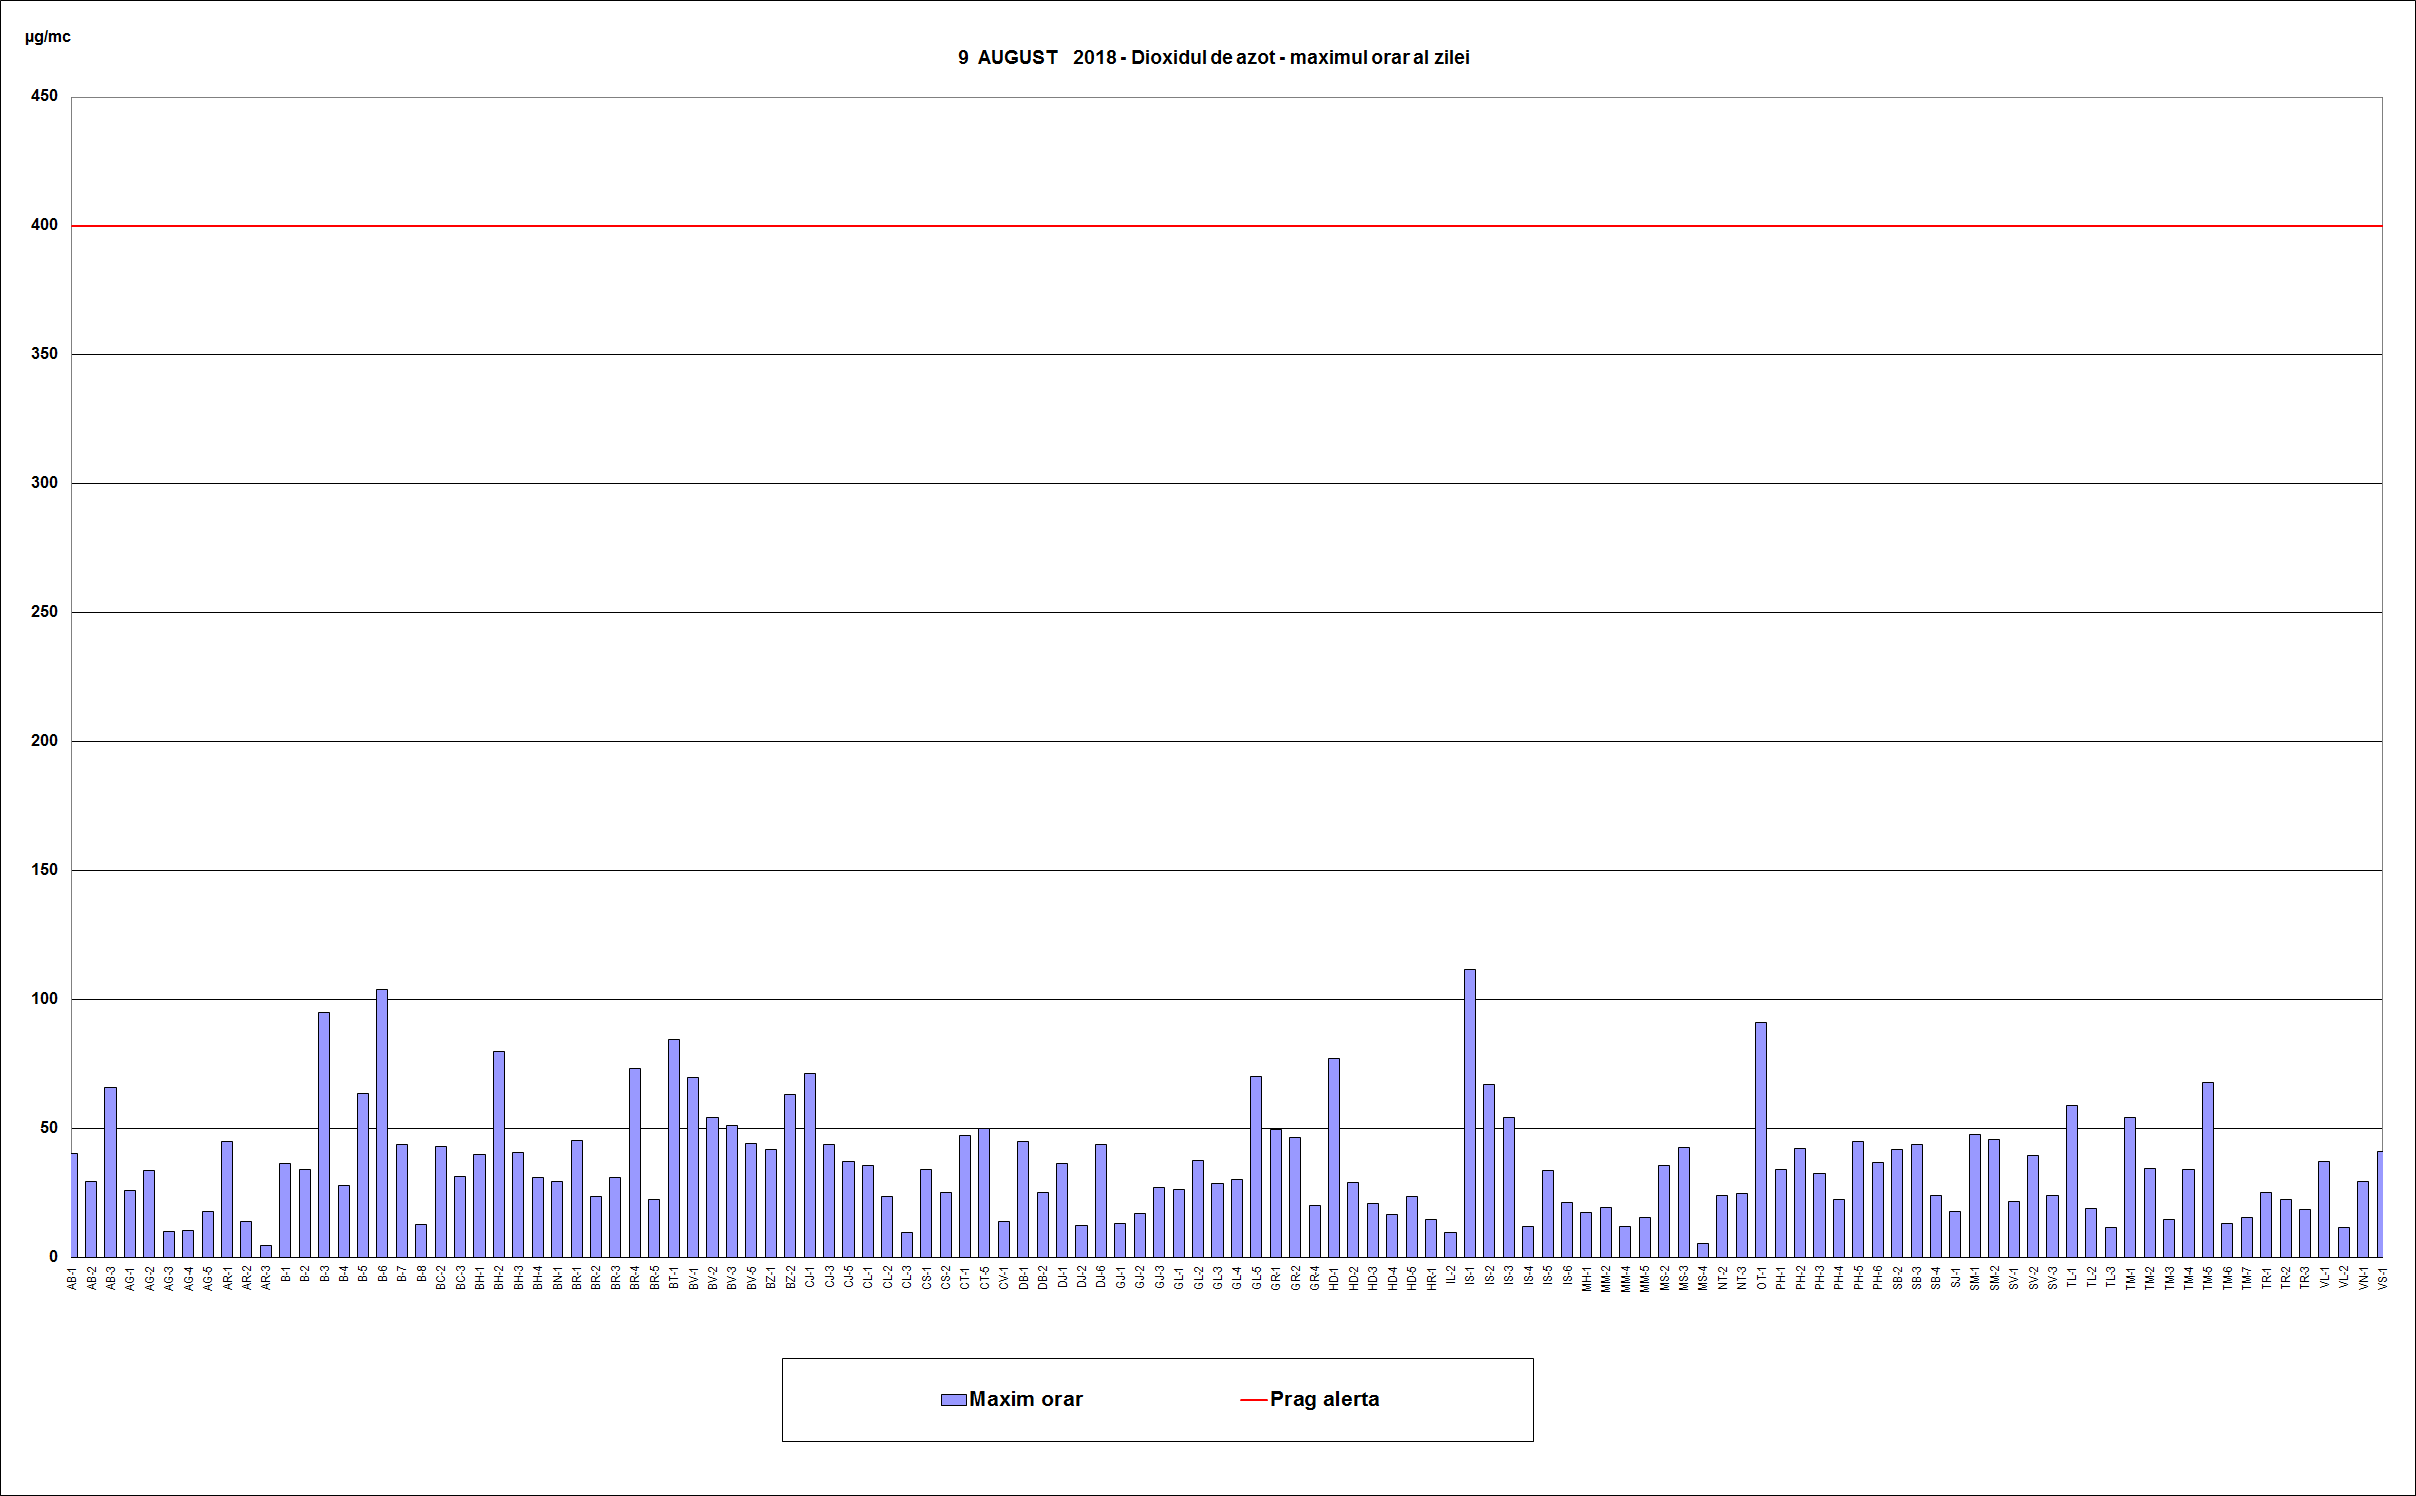 µg/mc
9 AUGUST 2018 - Dioxidul de azot - maximul orar al zilei
450
400
350
300
250
200
150
100
50
0
AB-1 AB-2 AB-3 AG-1 AG-2 AG-3 AG-4 AG-5 AR-1 AR-2 AR-3 B-1 B-2 B-3 B-4 B-5 B-6 B-7 B-8 BC-2 BC-3 BH-1 BH-2 BH-3 BH-4 BN-1 BR-1 BR-2 BR-3 BR-4 BR-5 BT-1 BV-1 BV-2 BV-3 BV-5 BZ-1 BZ-2 CJ-1 CJ-3 CJ-5 CL-1 CL-2 CL-3 CS-1 CS-2 CT-1 CT-5 CV-1 DB-1 DB-2 DJ-1 DJ-2 DJ-6 GJ-1 GJ-2 GJ-3 GL-1 GL-2 GL-3 GL-4 GL-5 GR-1 GR-2 GR-4 HD-1 HD-2 HD-3 HD-4 HD-5 HR-1 IL-2 IS-1 IS-2 IS-3 IS-4 IS-5 IS-6 MH-1 MM-2 MM-4 MM-5 MS-2 MS-3 MS-4 NT-2 NT-3 OT-1 PH-1 PH-2 PH-3 PH-4 PH-5 PH-6 SB-2 SB-3 SB-4 SJ-1 SM-1 SM-2 SV-1 SV-2 SV-3 TL-1 TL-2 TL-3 TM-1 TM-2 TM-3 TM-4 TM-5 TM-6 TM-7 TR-1 TR-2 TR-3 VL-1 VL-2 VN-1 VS-1
Maxim orar Prag alerta